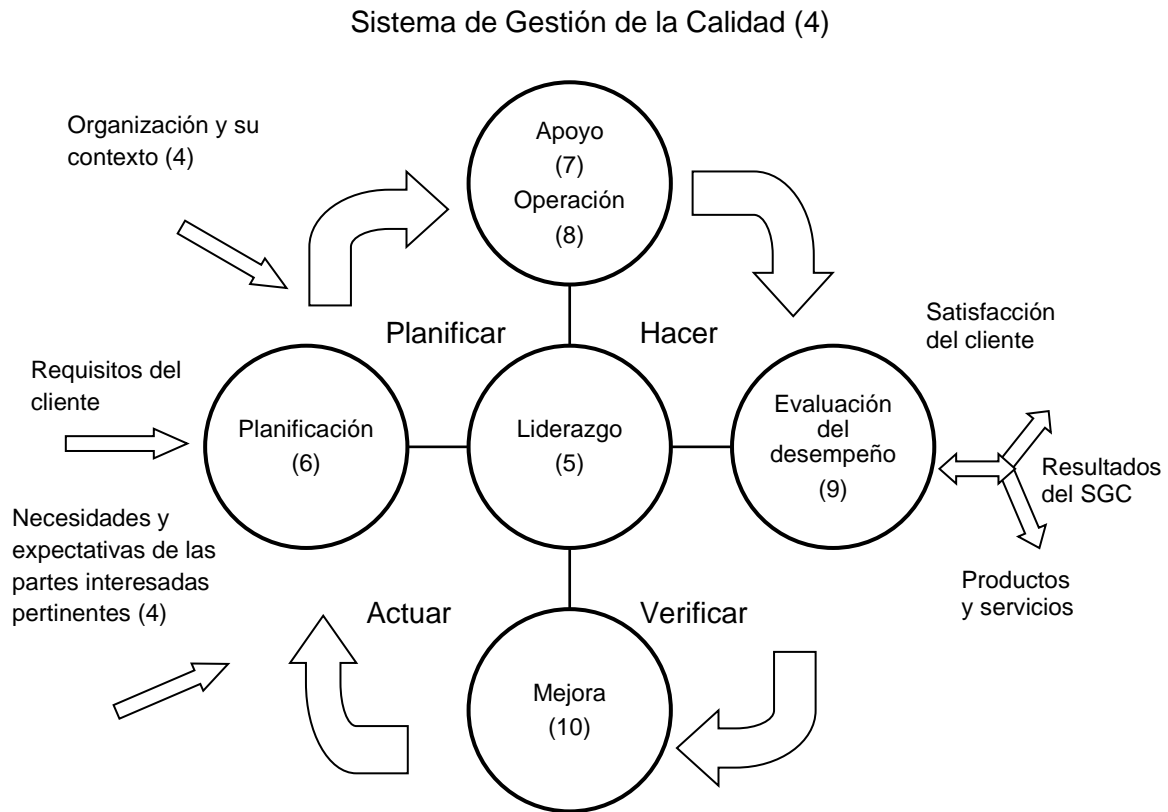 Sistema de Gestión de la Calidad (4)
Organización y su
contexto (4)
Apoyo
(7)
Operación
(8)
Planificar
Hacer
Satisfacción
del cliente
Requisitos del
cliente
Planificación
(6)
Liderazgo
(5)
Evaluación
del
desempeño
(9)
Resultados
del SGC
Necesidades y
expectativas de las
partes interesadas
pertinentes (4)
Productos
y servicios
Actuar
Verificar
Mejora
(10)